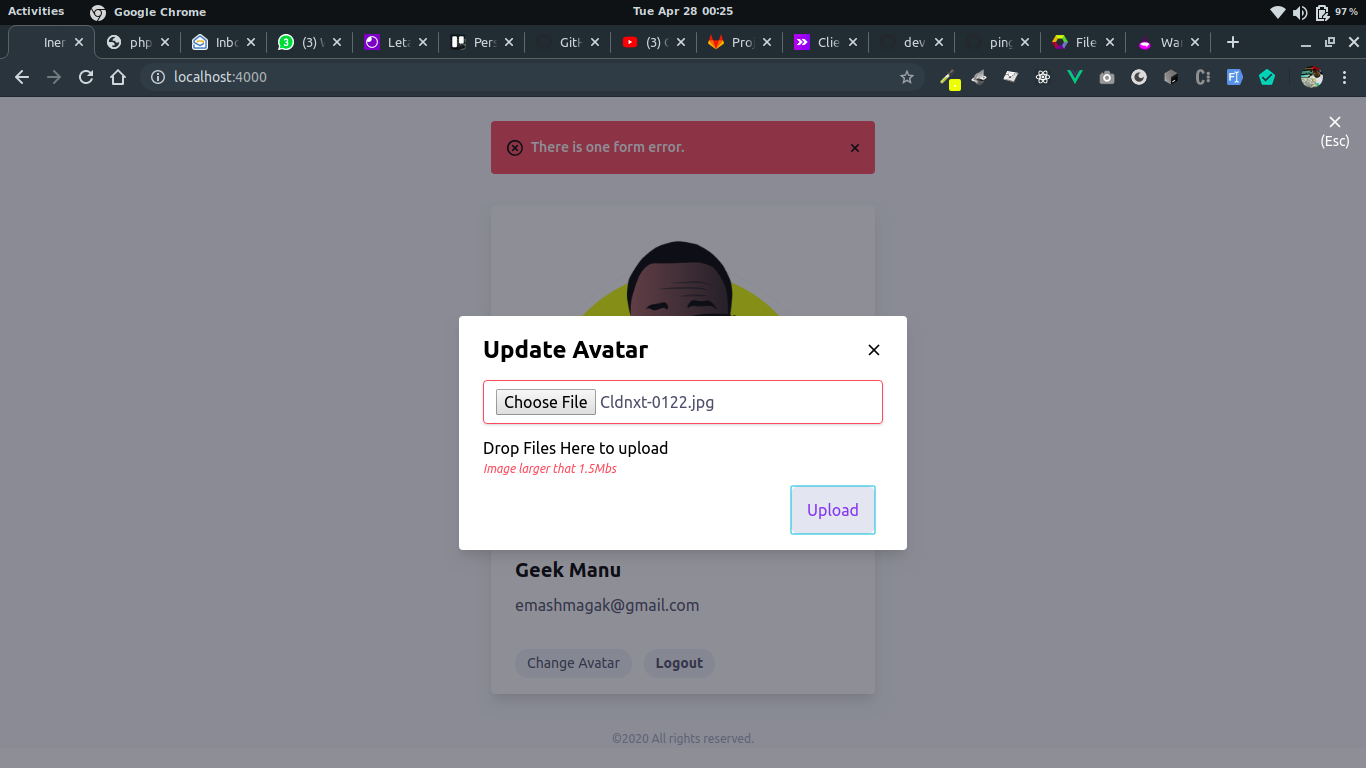 Activities Google Chrome Tue Apr 28 00:25 97 %
Iner php Inbo (3) W Leta Pers GitH (3) C Proj Clie dev ping File Wa
localhost:4000
There is one form error.
(Esc)
Update Avatar
Choose File Cldnxt-0122.jpg
Drop Files Here to upload
Image larger that 1.5Mbs
Upload
Geek Manu
emashmagak@gmail.com
Change Avatar Logout
©2020 All rights reserved.